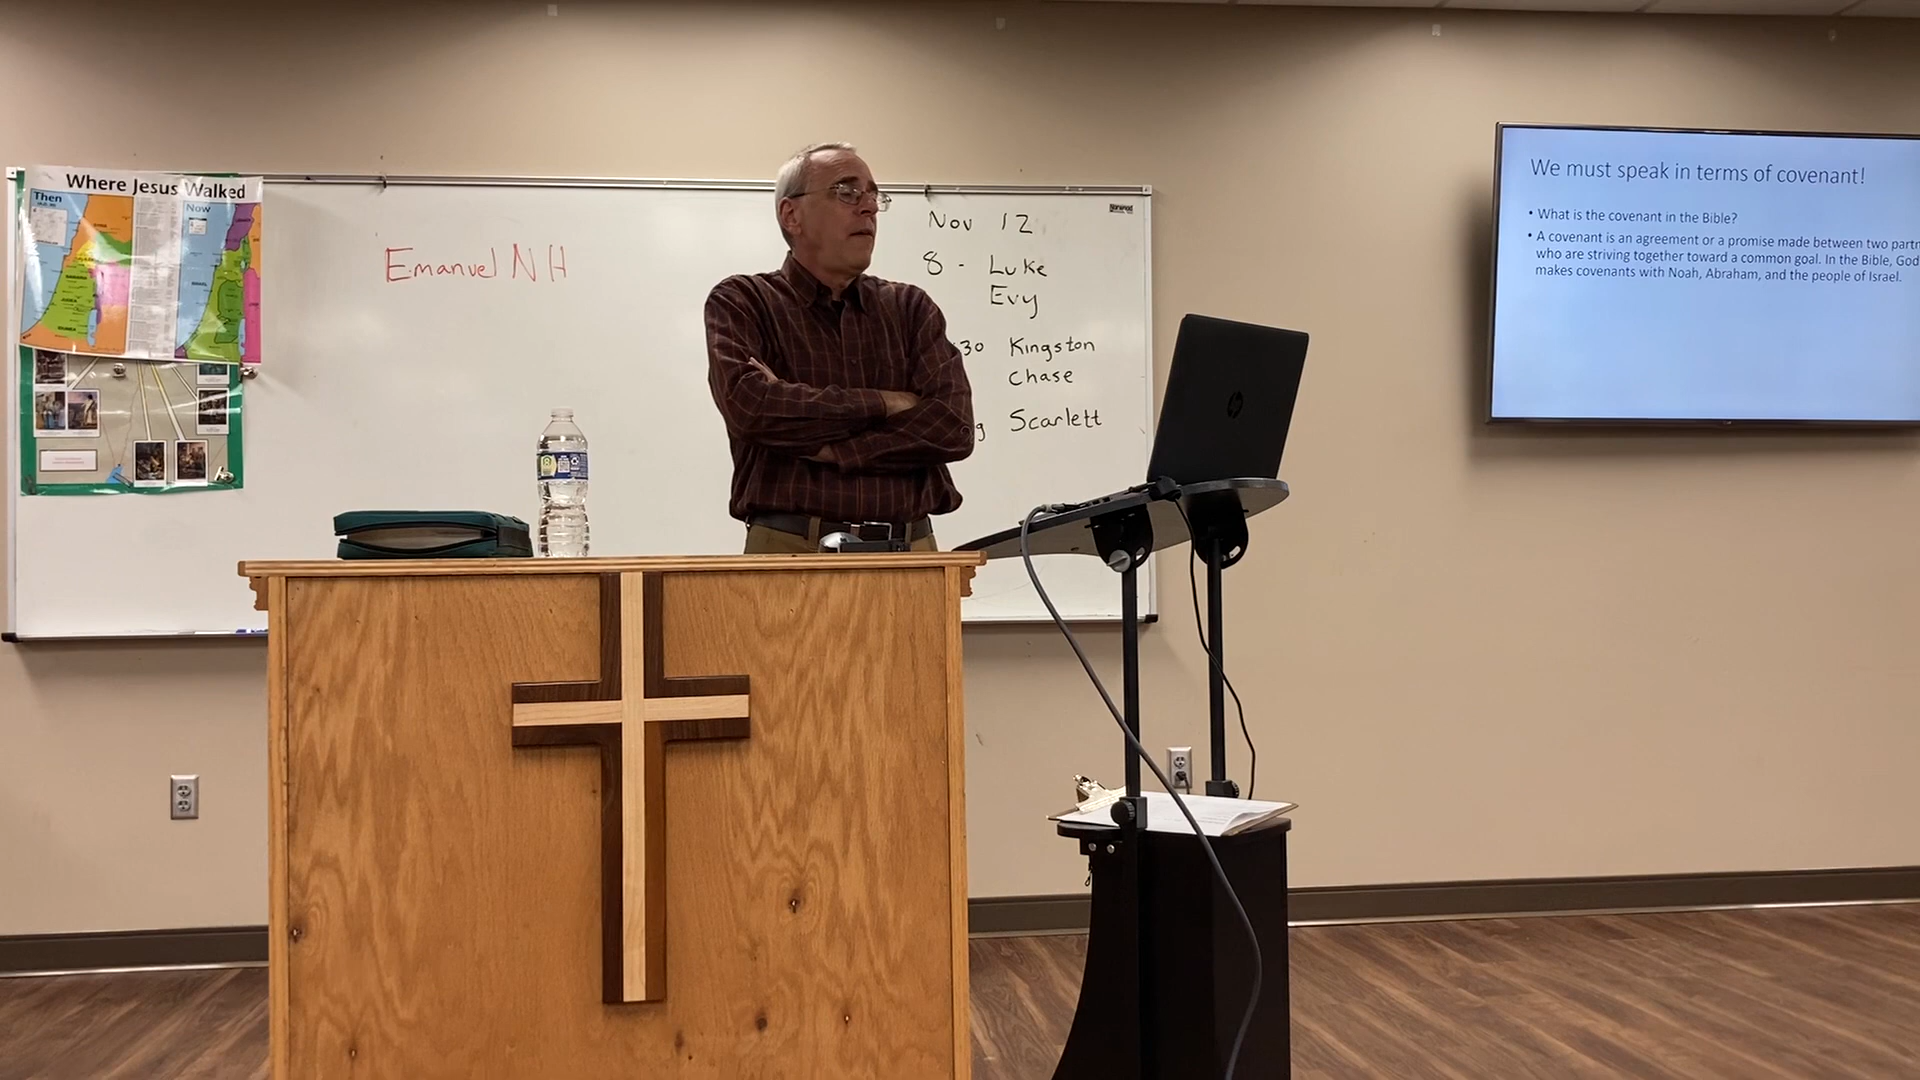 Where Jesus Walked
Then
Now
Emanuel NH
Nov 12
8 - Luke
Evy
30 Kingston
Chase
g Scarlett
We must speak in terms of covenant!
• What is the covenant in the Bible?
• A covenant is an agreement or a promise made between two partn
who are striving together toward a common goal. In the Bible, God
makes covenants with Noah, Abraham, and the people of Israel.
hp